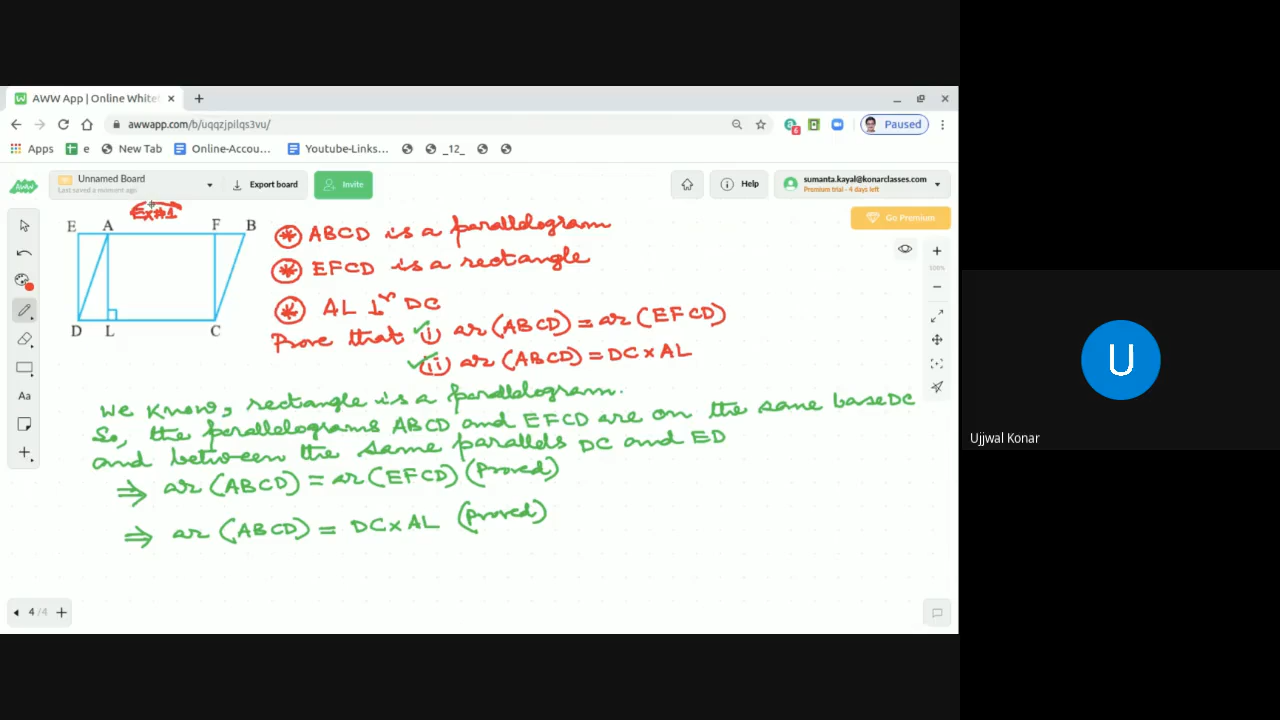 AWW App | Online White
awwapp.com/b/uqqzjpilqs3vu/
Paused
Apps
e
New Tab
Online-Accou...
Youtube-Links...
_12_
Unnamed Board
Last saved a moment ago
Export board
Invite
Help
sumanta.kayal@konarclasses.com
Premium trial - 4 days left
Go Premium
100%
Ex#1
E A F B
D L C
* ABCD is a parallelogram
* EFCD is a rectangle
* AL ⊥r DC
Prove that (i) ar (ABCD) = ar (EFCD)
(ii) ar (ABCD) = DC × AL
We know, rectangle is a parallelogram.
So, the parallelograms ABCD and EFCD are on the same base DC
and between the same parallels DC and ED
⇒ ar (ABCD) = ar (EFCD) (Proved)
⇒ ar (ABCD) = DC × AL (Proved)
Aa
4 / 4
U
Ujjwal Konar